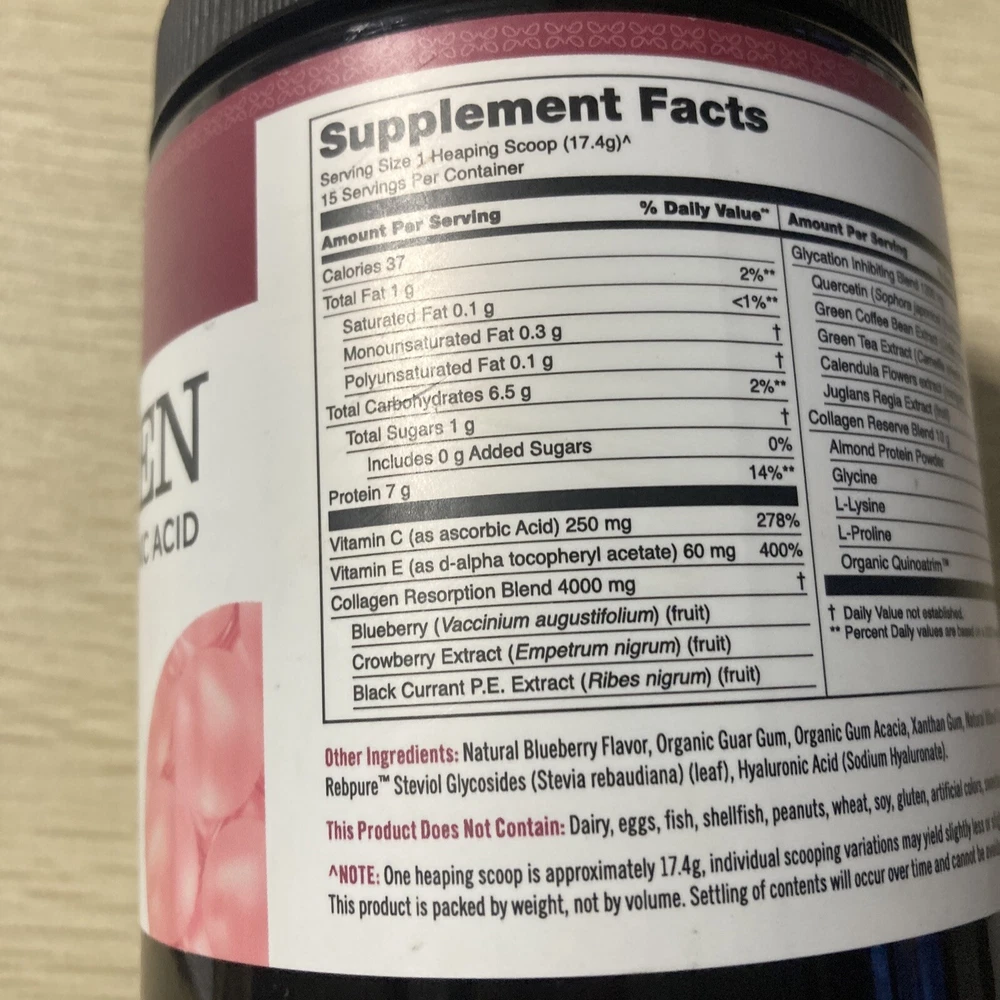 EN
C ACID
Supplement Facts
Serving Size 1 Heaping Scoop (17.4g)^
15 Servings Per Container
Amount Per Serving % Daily Value**
Calories 37
Total Fat 1 g 2%**
Saturated Fat 0.1 g <1%**
Monounsaturated Fat 0.3 g †
Polyunsaturated Fat 0.1 g †
Total Carbohydrates 6.5 g 2%**
Total Sugars 1 g †
Includes 0 g Added Sugars 0%
Protein 7 g 14%**
Vitamin C (as ascorbic Acid) 250 mg 278%
Vitamin E (as d-alpha tocopheryl acetate) 60 mg 400%
Collagen Resorption Blend 4000 mg †
Blueberry (Vaccinium augustifolium) (fruit)
Crowberry Extract (Empetrum nigrum) (fruit)
Black Currant P.E. Extract (Ribes nigrum) (fruit)
Amount Per Serving
Glycation Inhibiting Blend
Quercetin (Sophora
Green Coffee Bean Extract
Green Tea Extract
Calendula Flowers extract
Juglans Regia Extract
Collagen Reserve Blend 10 g
Almond Protein Powder
Glycine
L-Lysine
L-Proline
Organic Quinoatrim™
† Daily Value not established.
** Percent Daily values are based on
Other Ingredients: Natural Blueberry Flavor, Organic Guar Gum, Organic Gum Acacia, Xanthan Gum, Natural
Rebpure™ Steviol Glycosides (Stevia rebaudiana) (leaf), Hyaluronic Acid (Sodium Hyaluronate).
This Product Does Not Contain: Dairy, eggs, fish, shellfish, peanuts, wheat, soy, gluten, artificial colors,
^NOTE: One heaping scoop is approximately 17.4g, individual scooping variations may yield slightly less or
This product is packed by weight, not by volume. Settling of contents will occur over time and cannot be